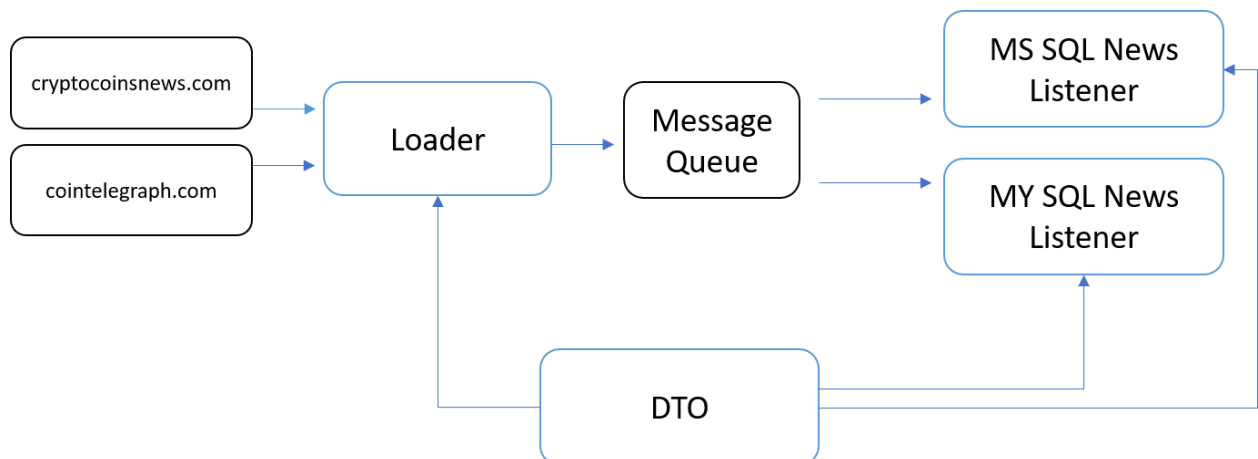 cryptocoinsnews.com
cointelegraph.com
Loader
Message
Queue
MS SQL News
Listener
MY SQL News
Listener
DTO